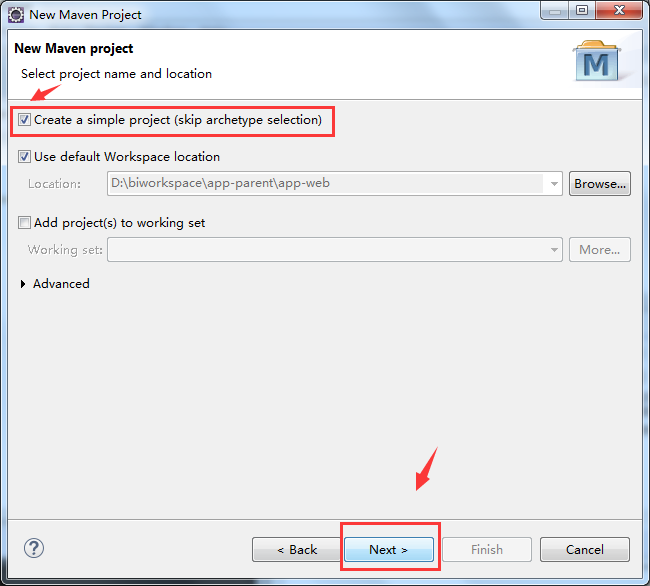 New Maven Project
New Maven project
Select project name and location
M
Create a simple project (skip archetype selection)
Use default Workspace location
Location: D:\biworkspace\app-parent\app-web Browse...
Add project(s) to working set
Working set: More...
Advanced
? < Back Next > Finish Cancel